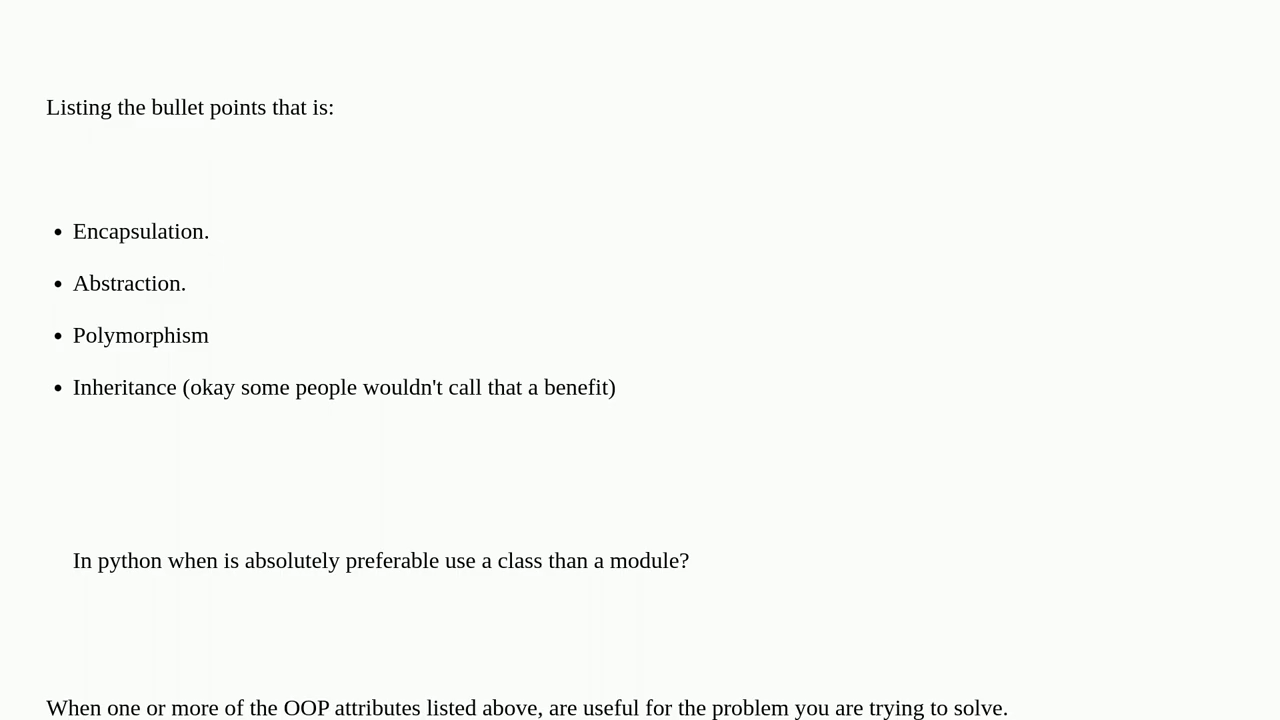 Listing the bullet points that is:
• Encapsulation.
• Abstraction.
• Polymorphism
• Inheritance (okay some people wouldn't call that a benefit)
In python when is absolutely preferable use a class than a module?
When one or more of the OOP attributes listed above, are useful for the problem you are trying to solve.